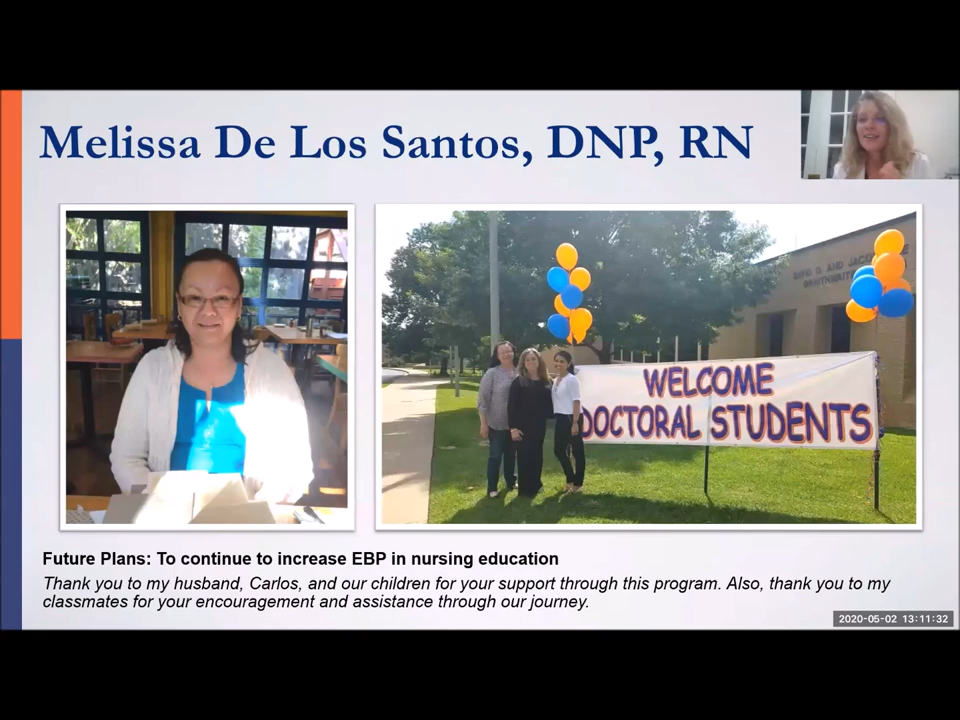 Melissa De Los Santos, DNP, RN
WELCOME
DOCTORAL STUDENTS
Future Plans: To continue to increase EBP in nursing education
Thank you to my husband, Carlos, and our children for your support through this program. Also, thank you to my
classmates for your encouragement and assistance through our journey.
2020-05-02 13:11:32